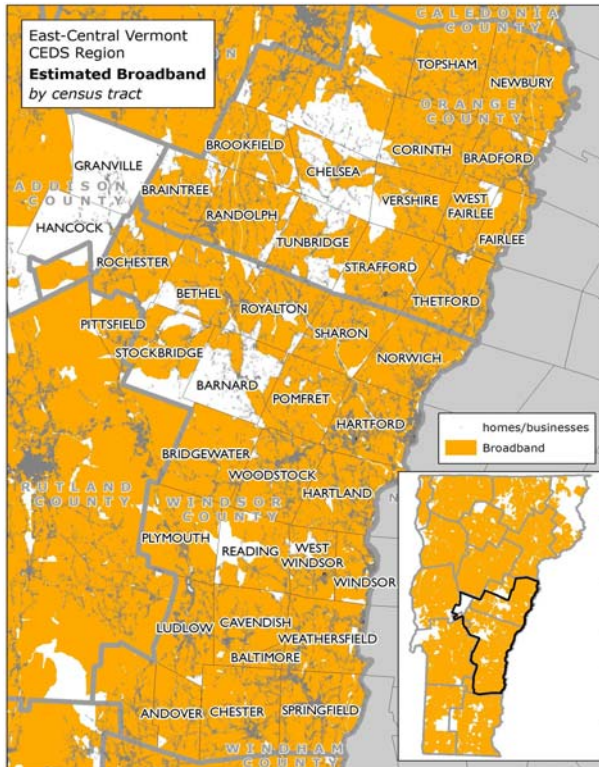 CALEDONIA
COUNTY
East-Central Vermont
CEDS Region
Estimated Broadband
by census tract
TOPSHAM
NEWBURY
ORANGE
COUNTY
BROOKFIELD
CORINTH
GRANVILLE
CHELSEA
BRADFORD
ADDISON
COUNTY
BRAINTREE
VERSHIRE
WEST
FAIRLEE
RANDOLPH
HANCOCK
TUNBRIDGE
FAIRLEE
ROCHESTER
STRAFFORD
BETHEL
THETFORD
ROYALTON
PITTSFIELD
SHARON
STOCKBRIDGE
NORWICH
BARNARD
POMFRET
HARTFORD
homes/businesses
Broadband
BRIDGEWATER
WOODSTOCK
RUTLAND
COUNTY
HARTLAND
WINDSOR
COUNTY
PLYMOUTH
READING
WEST
WINDSOR
WINDSOR
CAVENDISH
LUDLOW
WEATHERSFIELD
BALTIMORE
ANDOVER
CHESTER
SPRINGFIELD
WINDHAM
COUNTY